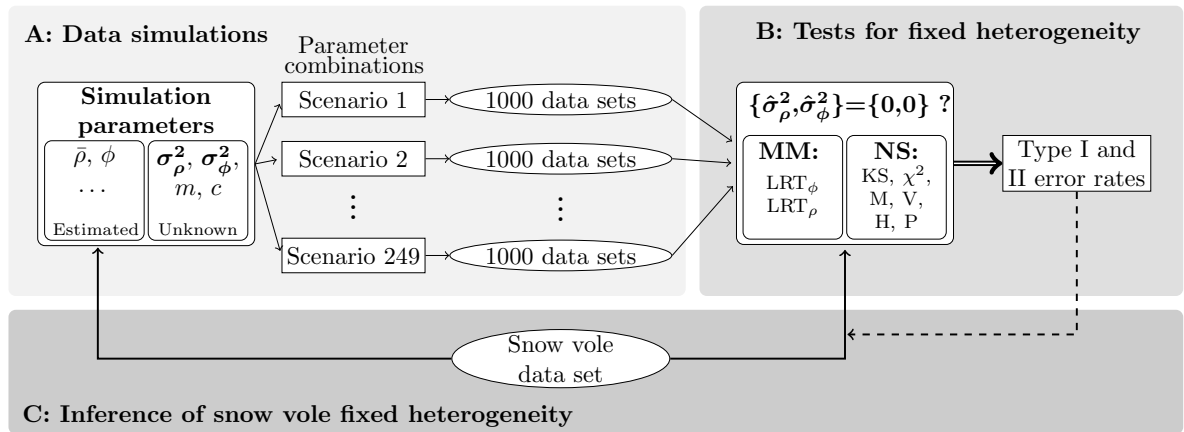 A: Data simulations
Parameter
combinations
Simulation
parameters
ρ̄, ϕ
· · ·
Estimated
σ²ρ, σ²ϕ,
m, c
Unknown
Scenario 1
1000 data sets
Scenario 2
1000 data sets
⋮
⋮
Scenario 249
1000 data sets
B: Tests for fixed heterogeneity
{σ̂²ρ,σ̂²ϕ}={0,0} ?
MM:
LRTϕ
LRTρ
NS:
KS, χ²,
M, V,
H, P
Type I and
II error rates
Snow vole
data set
C: Inference of snow vole fixed heterogeneity